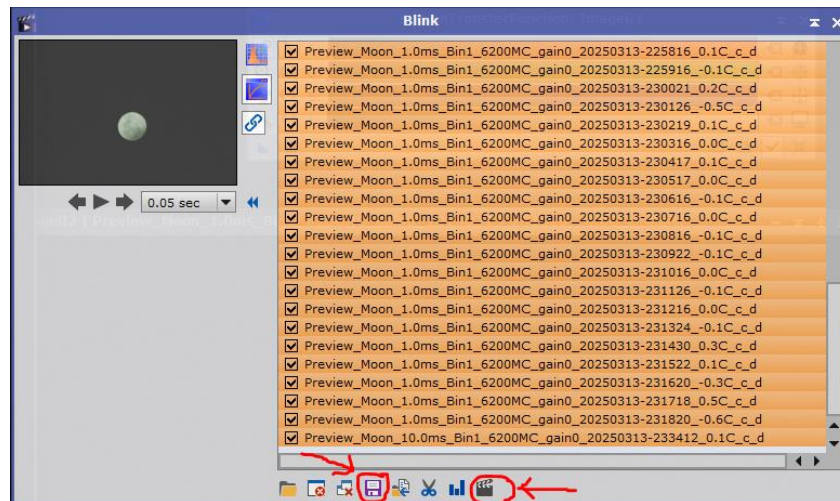 Blink
Preview_Moon_1.0ms_Bin1_6200MC_gain0_20250313-225816_0.1C_c_d
Preview_Moon_1.0ms_Bin1_6200MC_gain0_20250313-225916_-0.1C_c_d
Preview_Moon_1.0ms_Bin1_6200MC_gain0_20250313-230021_0.2C_c_d
Preview_Moon_1.0ms_Bin1_6200MC_gain0_20250313-230126_-0.5C_c_d
Preview_Moon_1.0ms_Bin1_6200MC_gain0_20250313-230219_0.1C_c_d
Preview_Moon_1.0ms_Bin1_6200MC_gain0_20250313-230316_0.0C_c_d
Preview_Moon_1.0ms_Bin1_6200MC_gain0_20250313-230417_0.1C_c_d
Preview_Moon_1.0ms_Bin1_6200MC_gain0_20250313-230517_0.0C_c_d
0.05 sec
Preview_Moon_1.0ms_Bin1_6200MC_gain0_20250313-230616_-0.1C_c_d
Preview_Moon_1.0ms_Bin1_6200MC_gain0_20250313-230716_0.0C_c_d
Preview_Moon_1.0ms_Bin1_6200MC_gain0_20250313-230816_-0.1C_c_d
Preview_Moon_1.0ms_Bin1_6200MC_gain0_20250313-230922_-0.1C_c_d
Preview_Moon_1.0ms_Bin1_6200MC_gain0_20250313-231016_0.0C_c_d
Preview_Moon_1.0ms_Bin1_6200MC_gain0_20250313-231126_-0.1C_c_d
Preview_Moon_1.0ms_Bin1_6200MC_gain0_20250313-231216_0.0C_c_d
Preview_Moon_1.0ms_Bin1_6200MC_gain0_20250313-231324_-0.1C_c_d
Preview_Moon_1.0ms_Bin1_6200MC_gain0_20250313-231430_0.3C_c_d
Preview_Moon_1.0ms_Bin1_6200MC_gain0_20250313-231522_0.1C_c_d
Preview_Moon_1.0ms_Bin1_6200MC_gain0_20250313-231620_-0.3C_c_d
Preview_Moon_1.0ms_Bin1_6200MC_gain0_20250313-231718_0.5C_c_d
Preview_Moon_1.0ms_Bin1_6200MC_gain0_20250313-231820_-0.6C_c_d
Preview_Moon_10.0ms_Bin1_6200MC_gain0_20250313-233412_0.1C_c_d